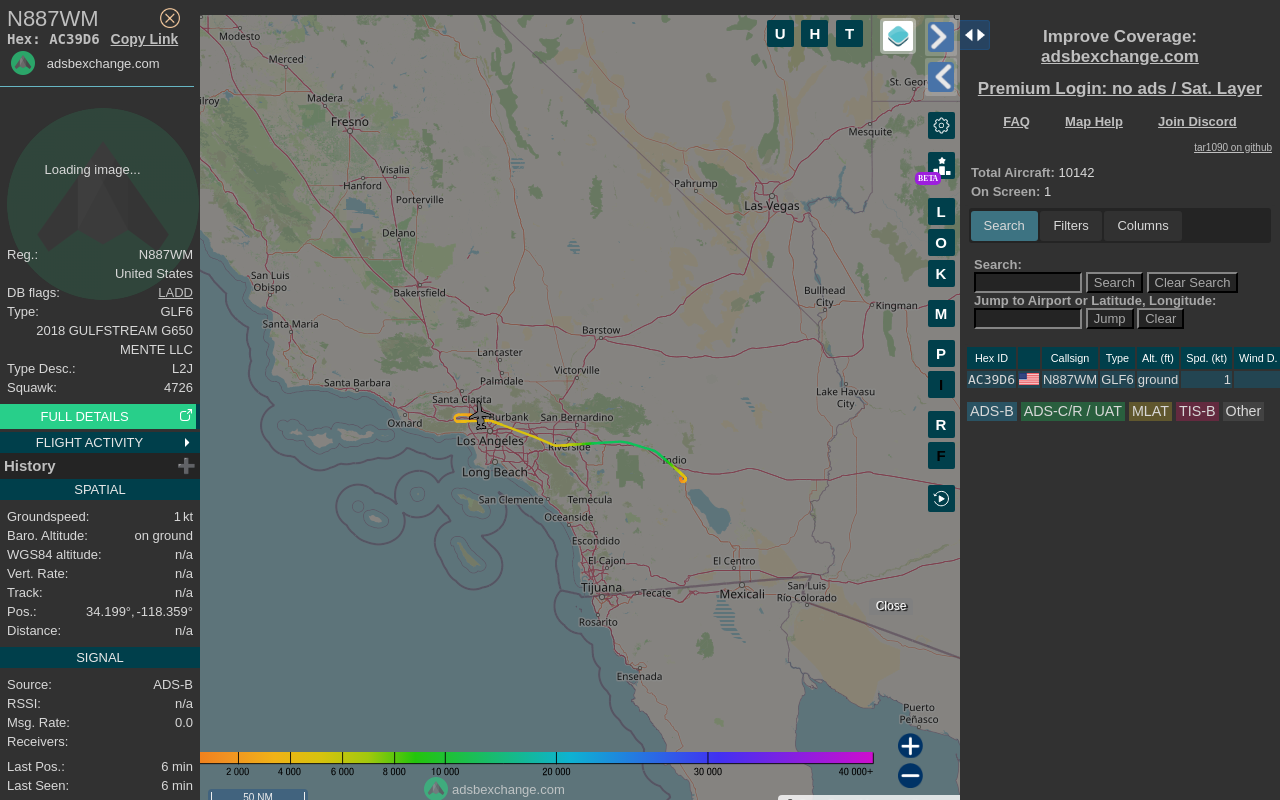 N887WM
Hex: AC39D6 Copy Link
adsbexchange.com
Loading image...
Reg.: N887WM
United States
DB flags: LADD
Type: GLF6
2018 GULFSTREAM G650
MENTE LLC
Type Desc.: L2J
Squawk: 4726
FULL DETAILS
FLIGHT ACTIVITY
History
SPATIAL
Groundspeed: 1 kt
Baro. Altitude: on ground
WGS84 altitude: n/a
Vert. Rate: n/a
Track: n/a
Pos.: 34.199°, -118.359°
Distance: n/a
SIGNAL
Source: ADS-B
RSSI: n/a
Msg. Rate: 0.0
Receivers:
Last Pos.: 6 min
Last Seen: 6 min
Modesto
Merced
ilroy
Madera
Fresno
Visalia
Hanford
Porterville
Delano
San Luis
Obispo
Bakersfield
Santa Maria
Santa Barbara
Lancaster
Palmdale
Santa Clarita
Oxnard
Burbank
Los Angeles
Long Beach
San Bernardino
Riverside
Victorville
Barstow
Indio
San Clemente
Temecula
Oceanside
Escondido
El Cajon
Tijuana
Tecate
Rosarito
Ensenada
El Centro
Mexicali
San Luis
Río Colorado
Puerto
Peñasco
Pahrump
Las Vegas
St. Geor
Mesquite
Bullhead
City
Kingman
Lake Havasu
City
Close
U H T
BETA
L
O
K
M
P
I
R
F
2 000 4 000 6 000 8 000 10 000 20 000 30 000 40 000+
adsbexchange.com
50 NM
Improve Coverage:
adsbexchange.com
Premium Login: no ads / Sat. Layer
FAQ Map Help Join Discord
tar1090 on github
Total Aircraft: 10142
On Screen: 1
Search Filters Columns
Search:
Search Clear Search
Jump to Airport or Latitude, Longitude:
Jump Clear
Hex ID Callsign Type Alt. (ft) Spd. (kt) Wind D.
AC39D6 N887WM GLF6 ground 1
ADS-B ADS-C/R / UAT MLAT TIS-B Other